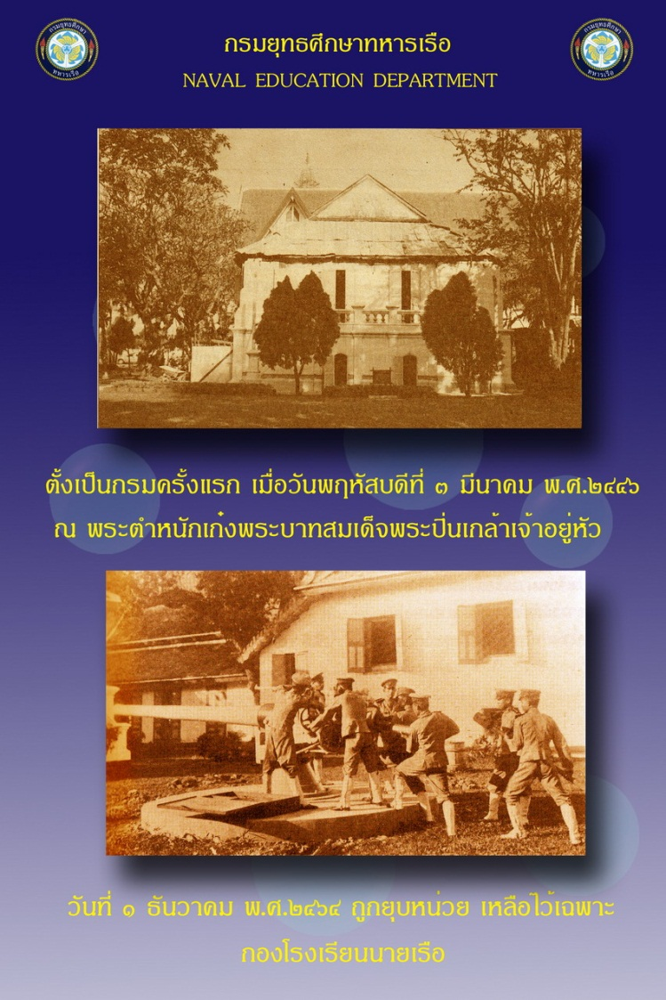 กรมยุทธศึกษาทหารเรือ
NAVAL EDUCATION DEPARTMENT
กรมยุทธศึกษา
ทหารเรือ
กรมยุทธศึกษา
ทหารเรือ
ตั้งเป็นกรมครั้งแรก เมื่อวันพฤหัสบดีที่ ๓ มีนาคม พ.ศ.๒๔๔๖
ณ พระตำหนักเก๋งพระบาทสมเด็จพระปิ่นเกล้าเจ้าอยู่หัว
วันที่ ๑ ธันวาคม พ.ศ.๒๔๖๔ ถูกยุบหน่วย เหลือไว้เฉพาะ
กองโรงเรียนนายเรือ